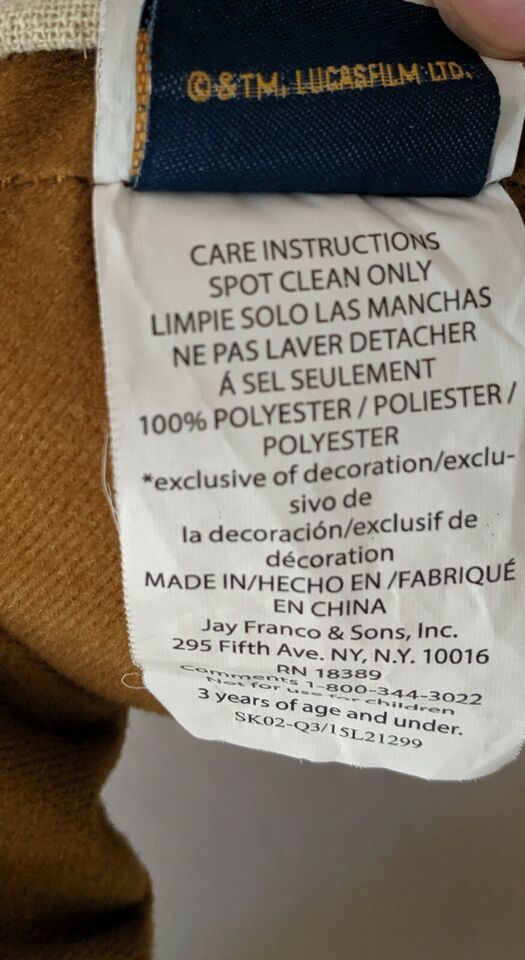 ©&TM, LUCASFILM LTD.
CARE INSTRUCTIONS
SPOT CLEAN ONLY
LIMPIE SOLO LAS MANCHAS
NE PAS LAVER DETACHER
Á SEL SEULEMENT
100% POLYESTER / POLIESTER /
POLYESTER
*exclusive of decoration/exclu-
sivo de
la decoración/exclusif de
décoration
MADE IN/HECHO EN /FABRIQUÉ
EN CHINA
Jay Franco & Sons, Inc.
295 Fifth Ave. NY, N.Y. 10016
RN 18389
Comments 1-800-344-3022
Not for use for children
3 years of age and under.
SK02-Q3/15L21299